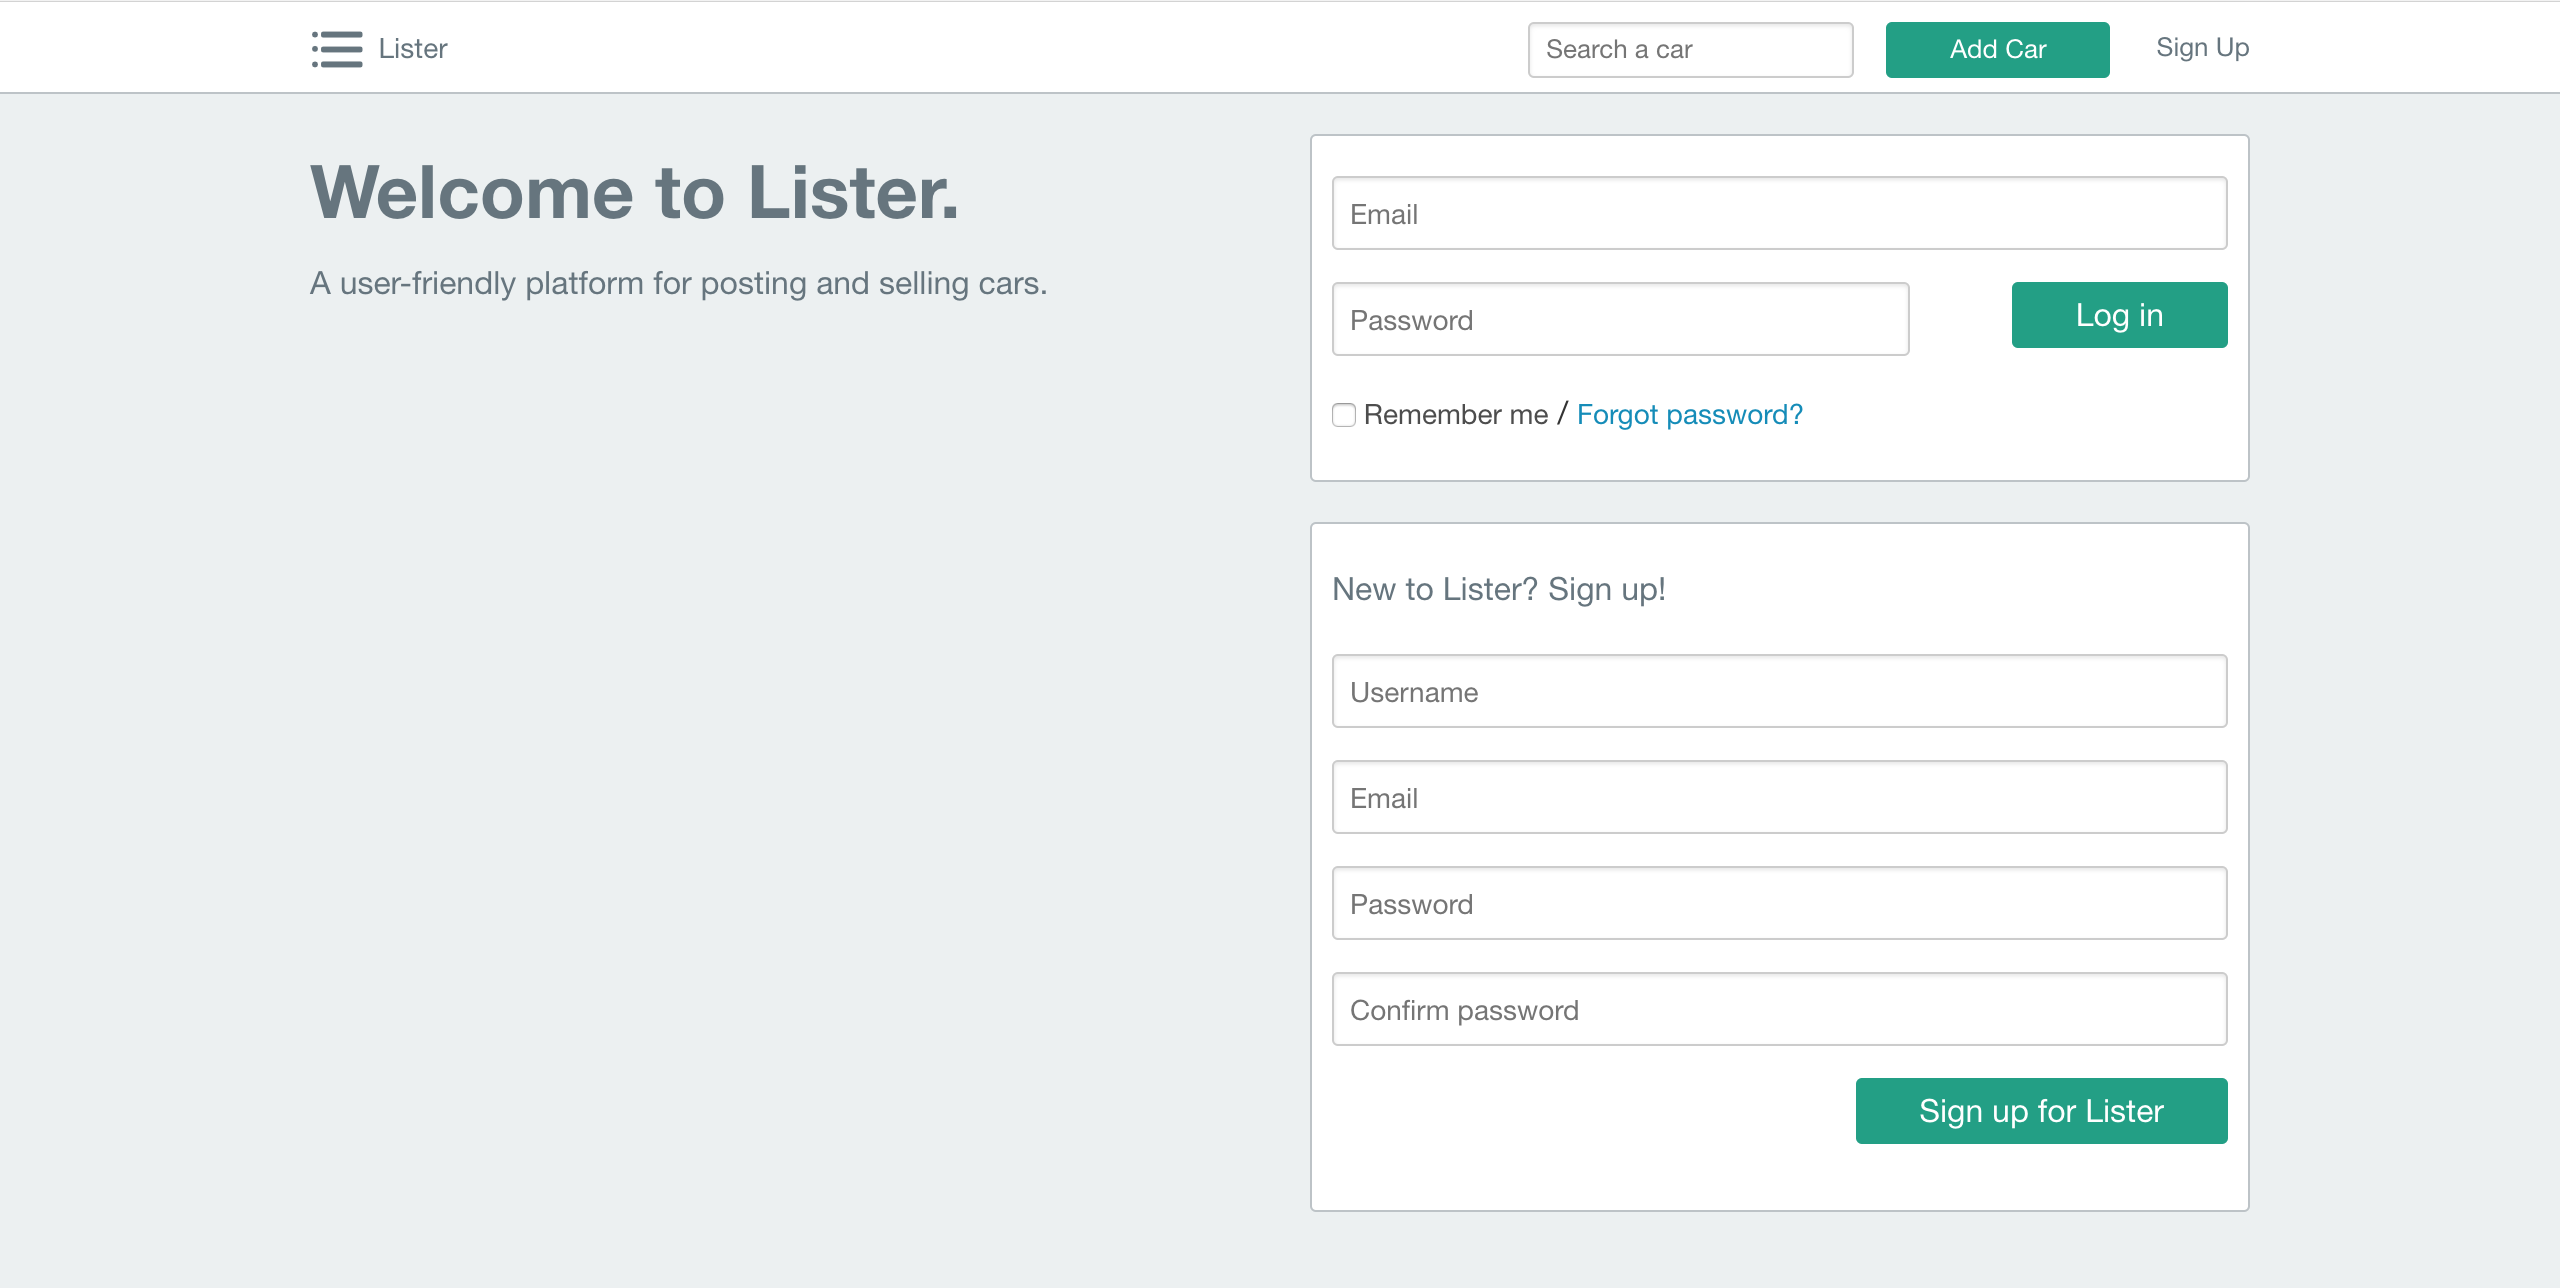 Lister
Search a car
Add Car
Sign Up
Welcome to Lister.
A user-friendly platform for posting and selling cars.
Email
Password
Log in
Remember me / Forgot password?
New to Lister? Sign up!
Username
Email
Password
Confirm password
Sign up for Lister